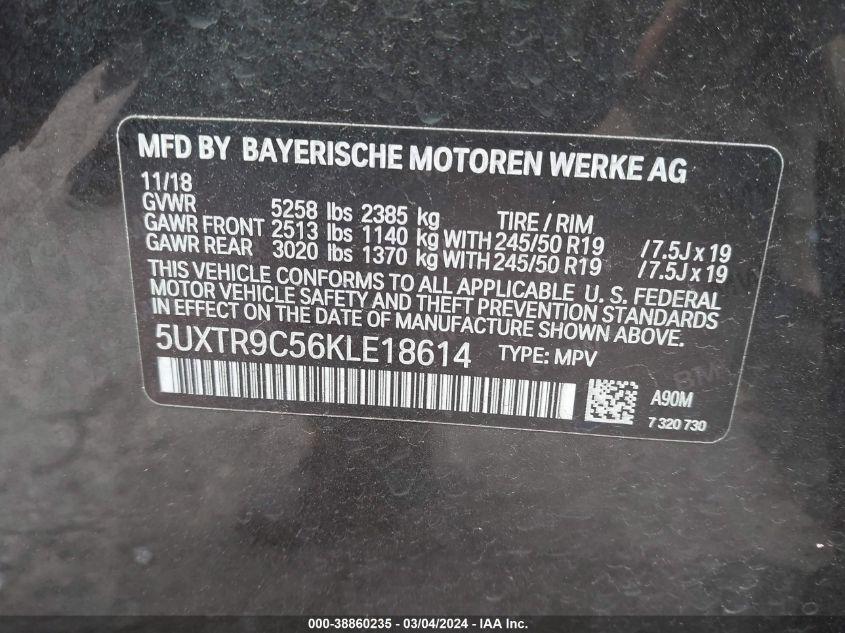 MFD BY BAYERISCHE MOTOREN WERKE AG
11/18
GVWR 5258 lbs 2385 kg TIRE / RIM
GAWR FRONT 2513 lbs 1140 kg WITH 245/50 R19 / 7.5J x 19
GAWR REAR 3020 lbs 1370 kg WITH 245/50 R19 / 7.5J x 19
THIS VEHICLE CONFORMS TO ALL APPLICABLE U. S. FEDERAL
MOTOR VEHICLE SAFETY AND THEFT PREVENTION STANDARDS
IN EFFECT ON THE DATE OF MANUFACTURE SHOWN ABOVE.
5UXTR9C56KLE18614 TYPE: MPV
A90M
7 320 730
000-38860235 - 03/04/2024 - IAA Inc.